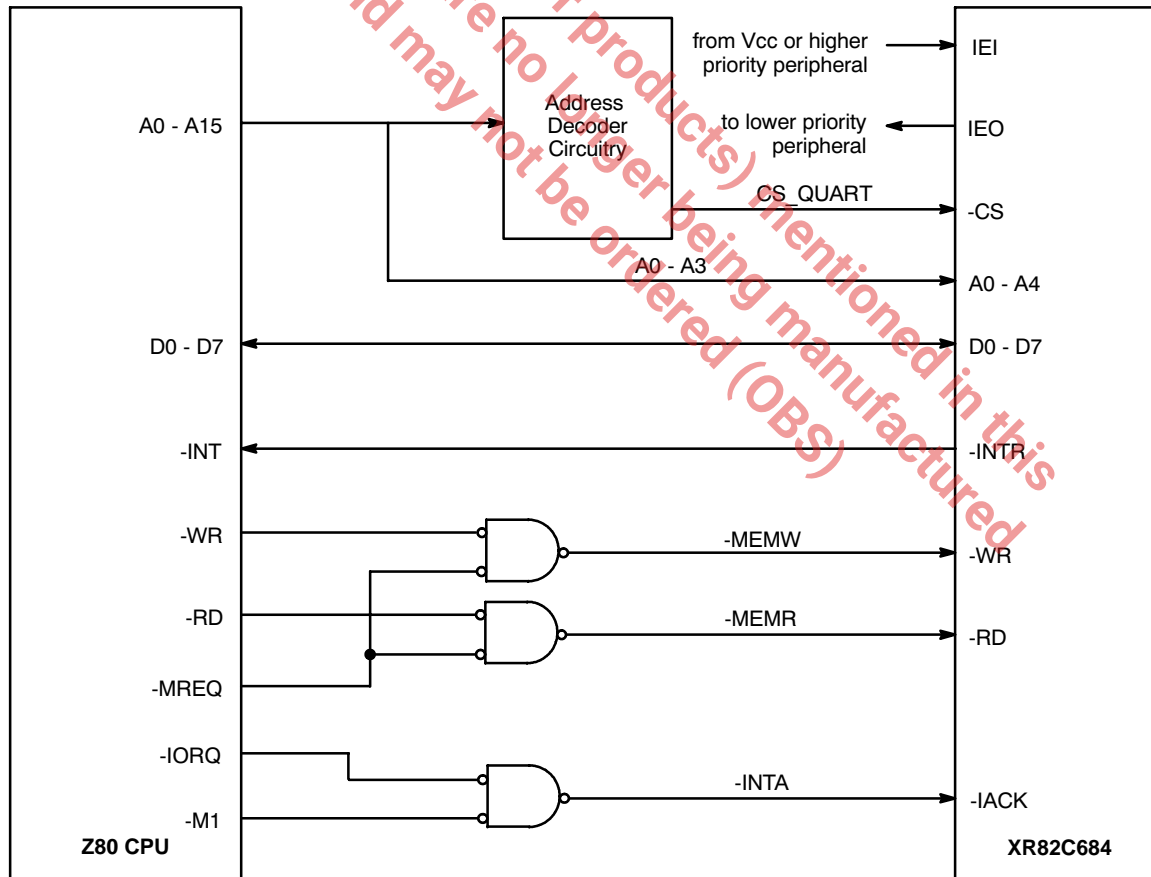 from Vcc or higher
priority peripheral
IEI
A0 - A15
Address
Decoder
Circuitry
to lower priority
peripheral
IEO
CS_QUART
-CS
A0 - A3
A0 - A4
D0 - D7
D0 - D7
-INT
-INTR
-WR
-MEMW
-WR
-RD
-MEMR
-RD
-MREQ
-IORQ
-INTA
-IACK
-M1
Z80 CPU
XR82C684
r products) mentioned in this
re no longer being manufactured
nd may not be ordered (OBS)